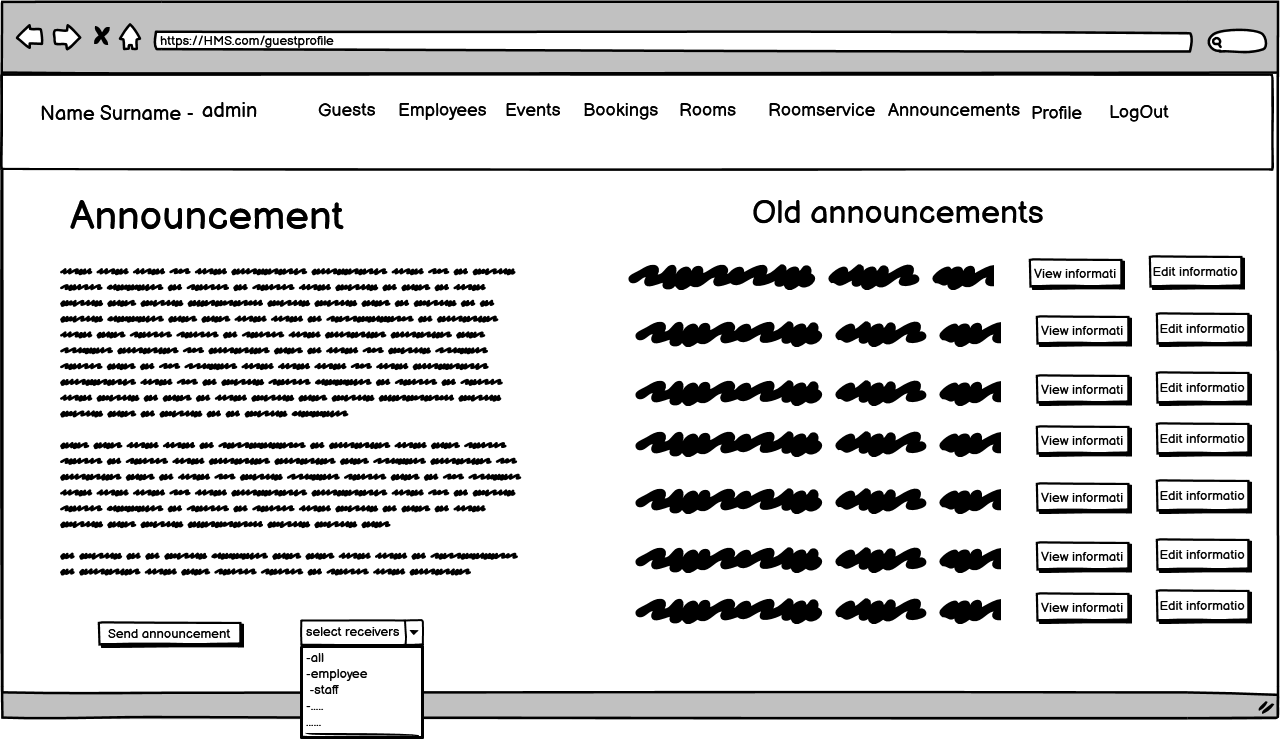 https://HMS.com/guestprofile
Name Surname - admin Guests Employees Events Bookings Rooms Roomservice Announcements Profile LogOut
Announcement
Old announcements
View informati Edit informatio
View informati Edit informatio
View informati Edit informatio
View informati Edit informatio
View informati Edit informatio
View informati Edit informatio
View informati Edit informatio
Send announcement
select receivers
-all
-employee
-staff
-.....
......